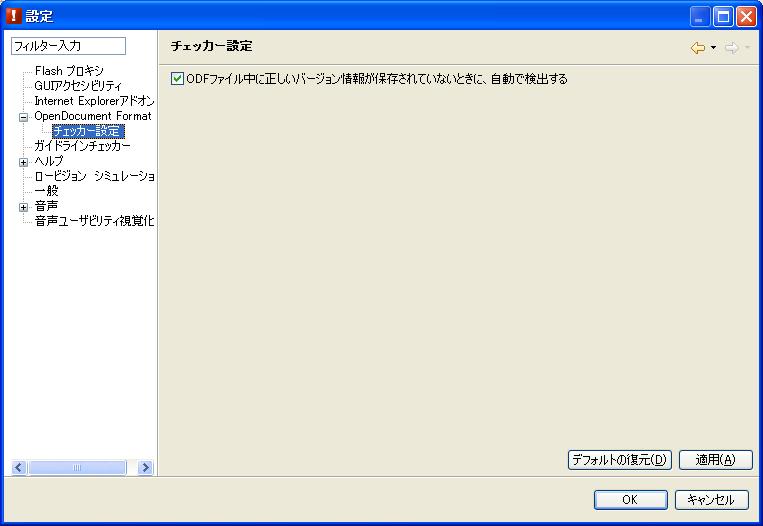 設定
フィルター入力
Flash プロキシ
GUIアクセシビリティ
Internet Explorerアドオン
OpenDocument Format
チェッカー設定
ガイドラインチェッカー
ヘルプ
ロービジョン シミュレーショ
一般
音声
音声ユーザビリティ視覚化
チェッカー設定
ODFファイル中に正しいバージョン情報が保存されていないときに、自動で検出する
デフォルトの復元(D)
適用(A)
OK
キャンセル